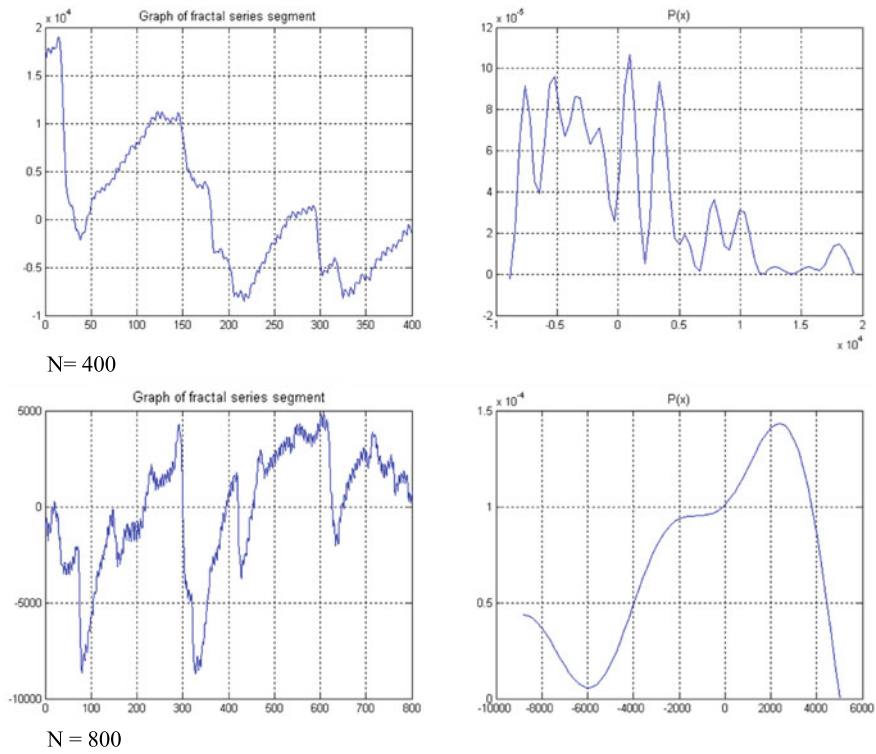 Graph of fractal series segment
x 10^4
2
1.5
1
0.5
0
-0.5
-1
0 50 100 150 200 250 300 350 400
P(x)
x 10^-5
12
10
8
6
4
2
0
-2
-1 -0.5 0 0.5 1 1.5 2
x 10^4
N= 400
Graph of fractal series segment
5000
0
-5000
-10000
0 100 200 300 400 500 600 700 800
P(x)
x 10^-4
1.5
1
0.5
0
-10000 -8000 -6000 -4000 -2000 0 2000 4000 6000
N = 800